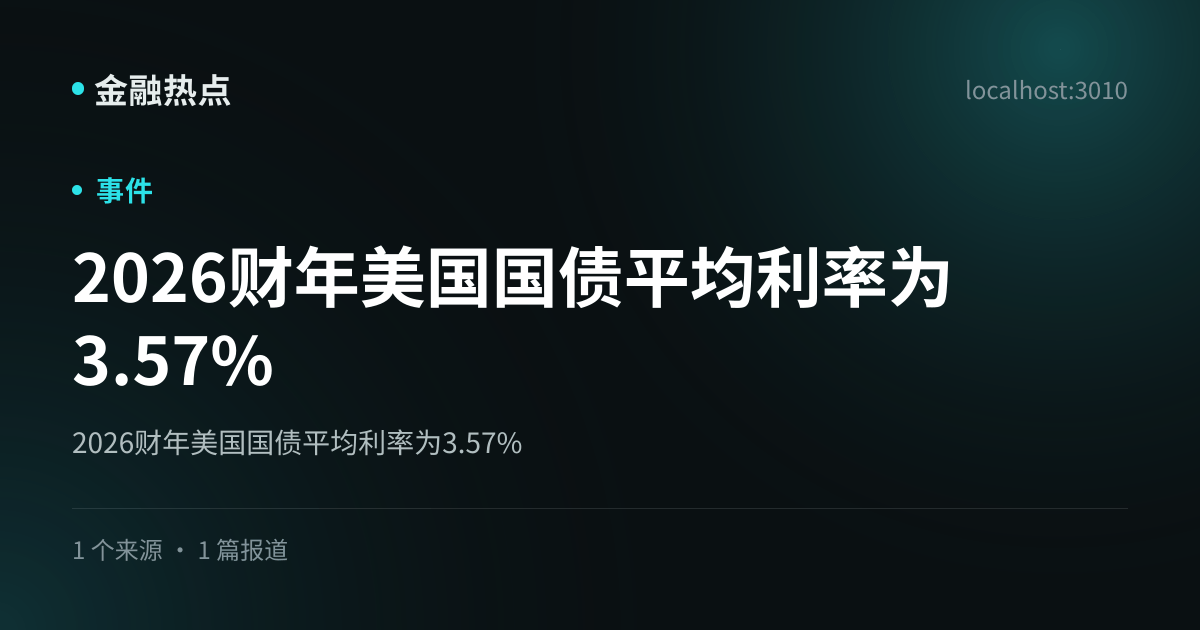 金融热点
localhost:3010
事件
2026财年美国国债平均利率为
3.57%
2026财年美国国债平均利率为3.57%
1 个来源 · 1 篇报道